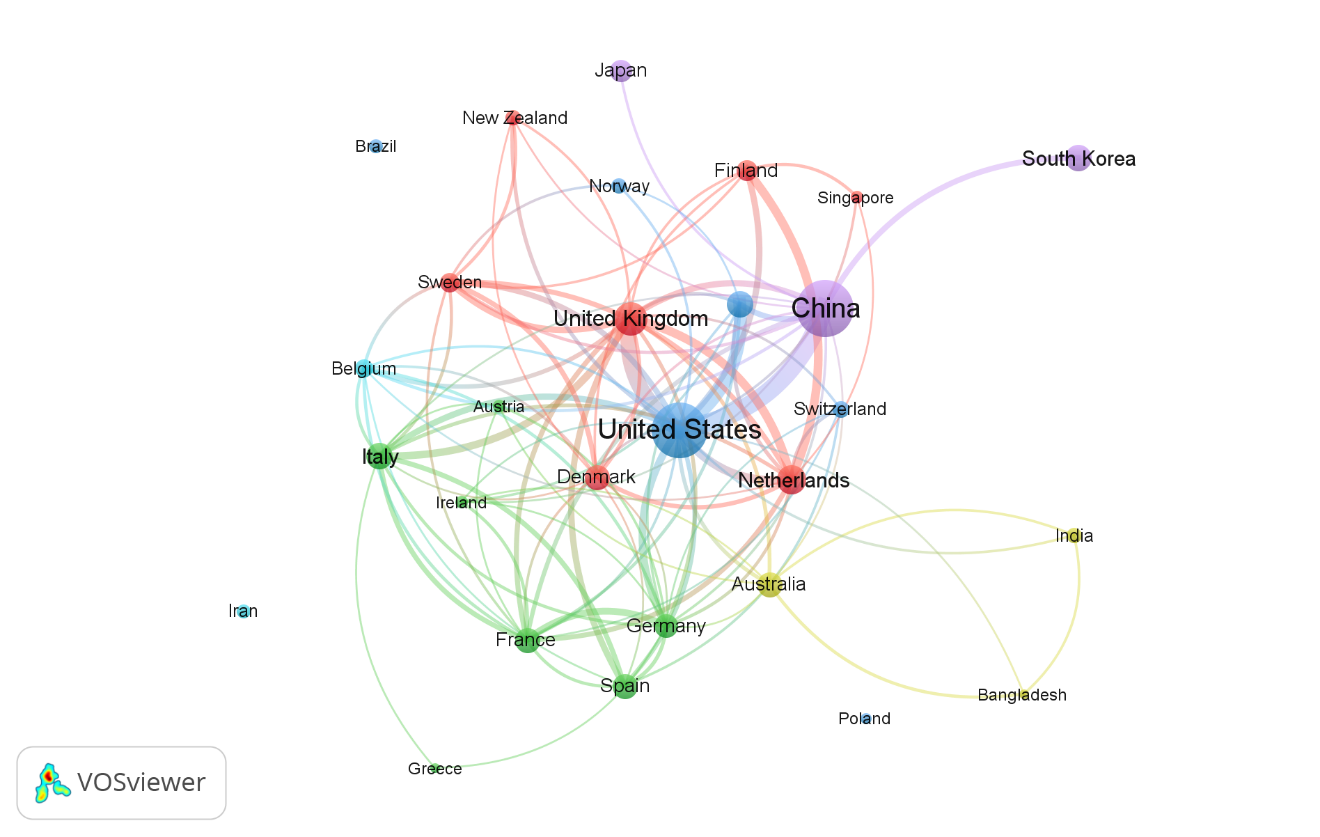 Japan
New Zealand
Brazil
South Korea
Finland
Norway
Singapore
Sweden
China
United Kingdom
Belgium
Austria
Switzerland
United States
Italy
Denmark
Netherlands
Ireland
India
Australia
Iran
Germany
France
Spain
Bangladesh
Poland
Greece
VOSviewer